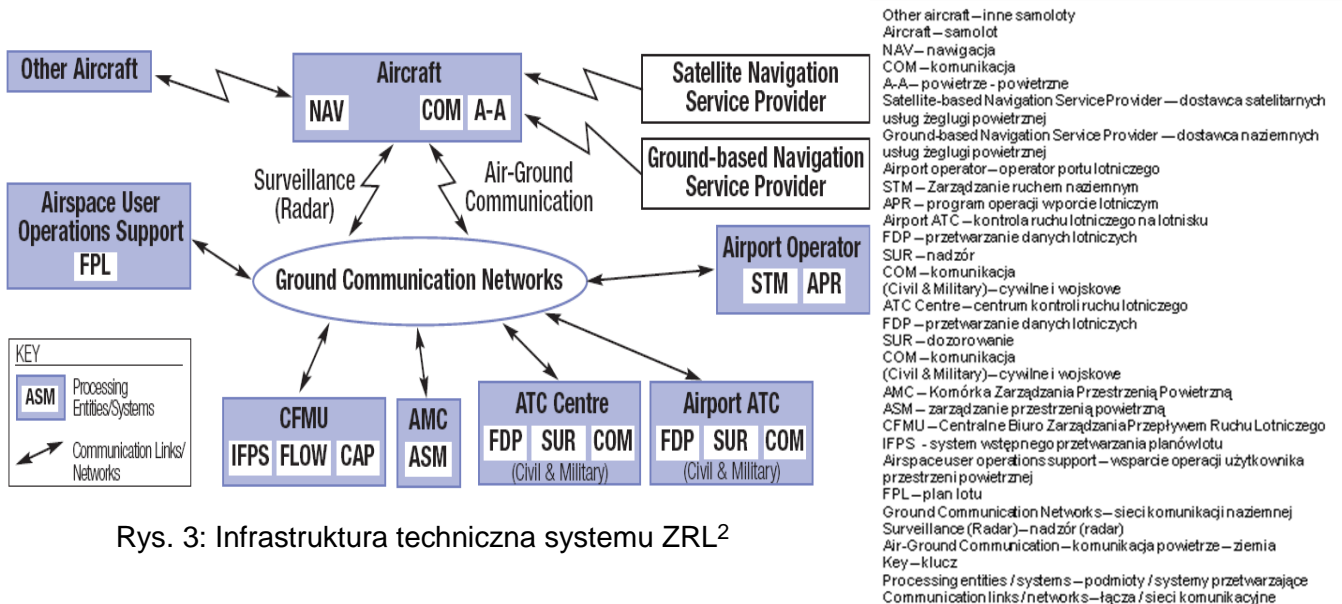 Other Aircraft
Aircraft
NAV
COM
A-A
Satellite Navigation
Service Provider
Ground-based Navigation
Service Provider
Surveillance
(Radar)
Air-Ground
Communication
Airspace User
Operations Support
FPL
Ground Communication Networks
Airport Operator
STM
APR
KEY
ASM
Processing
Entities/Systems
Communication Links/
Networks
CFMU
IFPS
FLOW
CAP
AMC
ASM
ATC Centre
FDP
SUR
COM
(Civil & Military)
Airport ATC
FDP
SUR
COM
(Civil & Military)
Rys. 3: Infrastruktura techniczna systemu ZRL2
Other aircraft – inne samoloty
Aircraft – samolot
NAV – nawigacja
COM – komunikacja
A-A – powietrze - powietrzne
Satellite-based Navigation Service Provider — dostawca satelitarnych
usług żeglugi powietrznej
Ground-based Navigation Service Provider — dostawca naziemnych
usług żeglugi powietrznej
Airport operator – operator portu lotniczego
STM – Zarządzanie ruchem naziemnym
APR – program operacji w porcie lotniczym
Airport ATC – kontrola ruchu lotniczego na lotnisku
FDP – przetwarzanie danych lotniczych
SUR – nadzór
COM – komunikacja
(Civil & Military) – cywilne i wojskowe
ATC Centre – centrum kontroli ruchu lotniczego
FDP – przetwarzanie danych lotniczych
SUR – dozorowanie
COM – komunikacja
(Civil & Military) – cywilne i wojskowe
AMC – Komórka Zarządzania Przestrzenią Powietrzną
ASM – zarządzanie przestrzenią powietrzną
CFMU – Centralne Biuro Zarządzania Przepływem Ruchu Lotniczego
IFPS - system wstępnego przetwarzania planów lotu
Airspace user operations support – wsparcie operacji użytkownika
przestrzeni powietrznej
FPL – plan lotu
Ground Communication Networks – sieci komunikacji naziemnej
Surveillance (Radar) – nadzór (radar)
Air-Ground Communication – komunikacja powietrze – ziemia
Key – klucz
Processing entities / systems – podmioty / systemy przetwarzające
Communication links / networks – łącza / sieci komunikacyjne